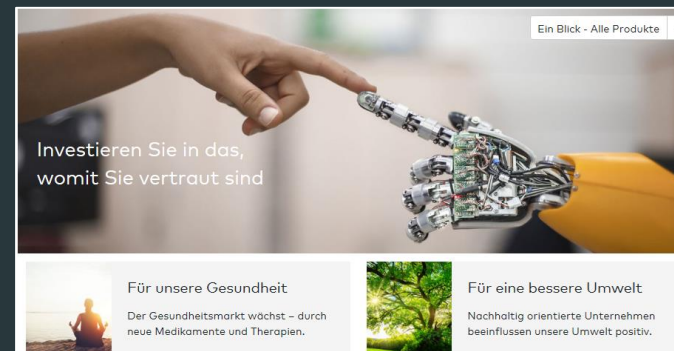 Ein Blick - Alle Produkte
Investieren Sie in das,
womit Sie vertraut sind
Für unsere Gesundheit
Der Gesundheitsmarkt wächst – durch
neue Medikamente und Therapien.
Für eine bessere Umwelt
Nachhaltig orientierte Unternehmen
beeinflussen unsere Umwelt positiv.